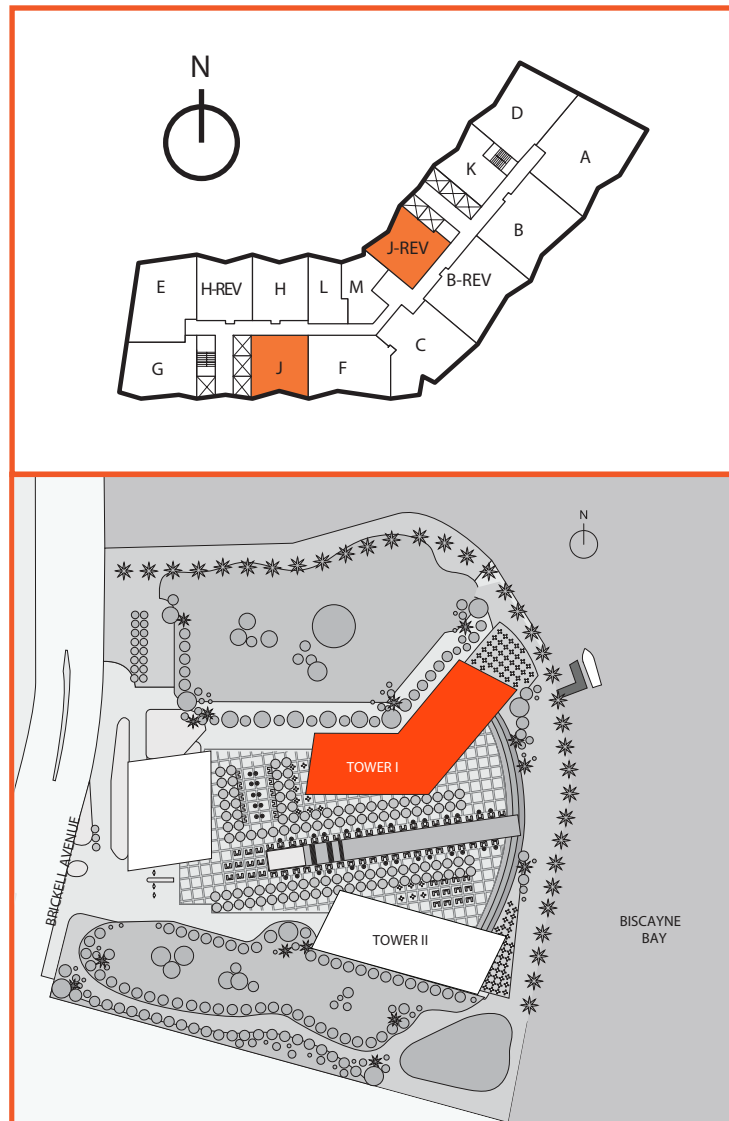 N
D
A
K
B
J-REV
B-REV
E
H-REV
H
L
M
C
G
J
F
N
TOWER I
BRICKELL AVENUE
BISCAYNE
BAY
TOWER II